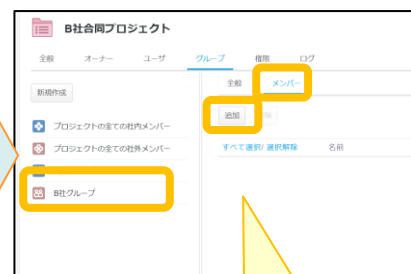 B社合同プロジェクト
全般 オーナー ユーザ グループ 権限 ログ
新規作成
全般 メンバー
追加
プロジェクトの全ての社内メンバー
プロジェクトの全ての社外メンバー
すべて選択/ 選択解除 名前
B社グループ